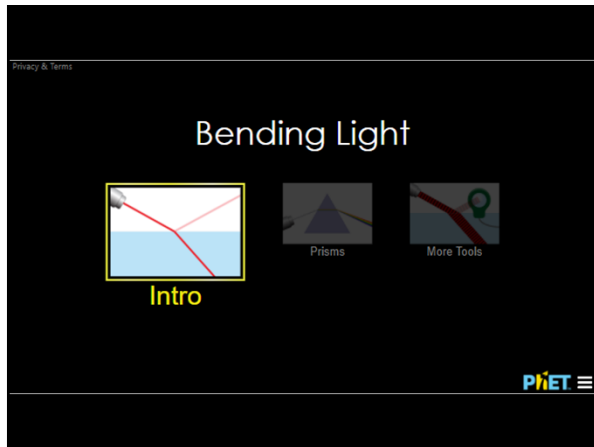 Privacy & Terms
Bending Light
Intro
Prisms
More Tools
PhET